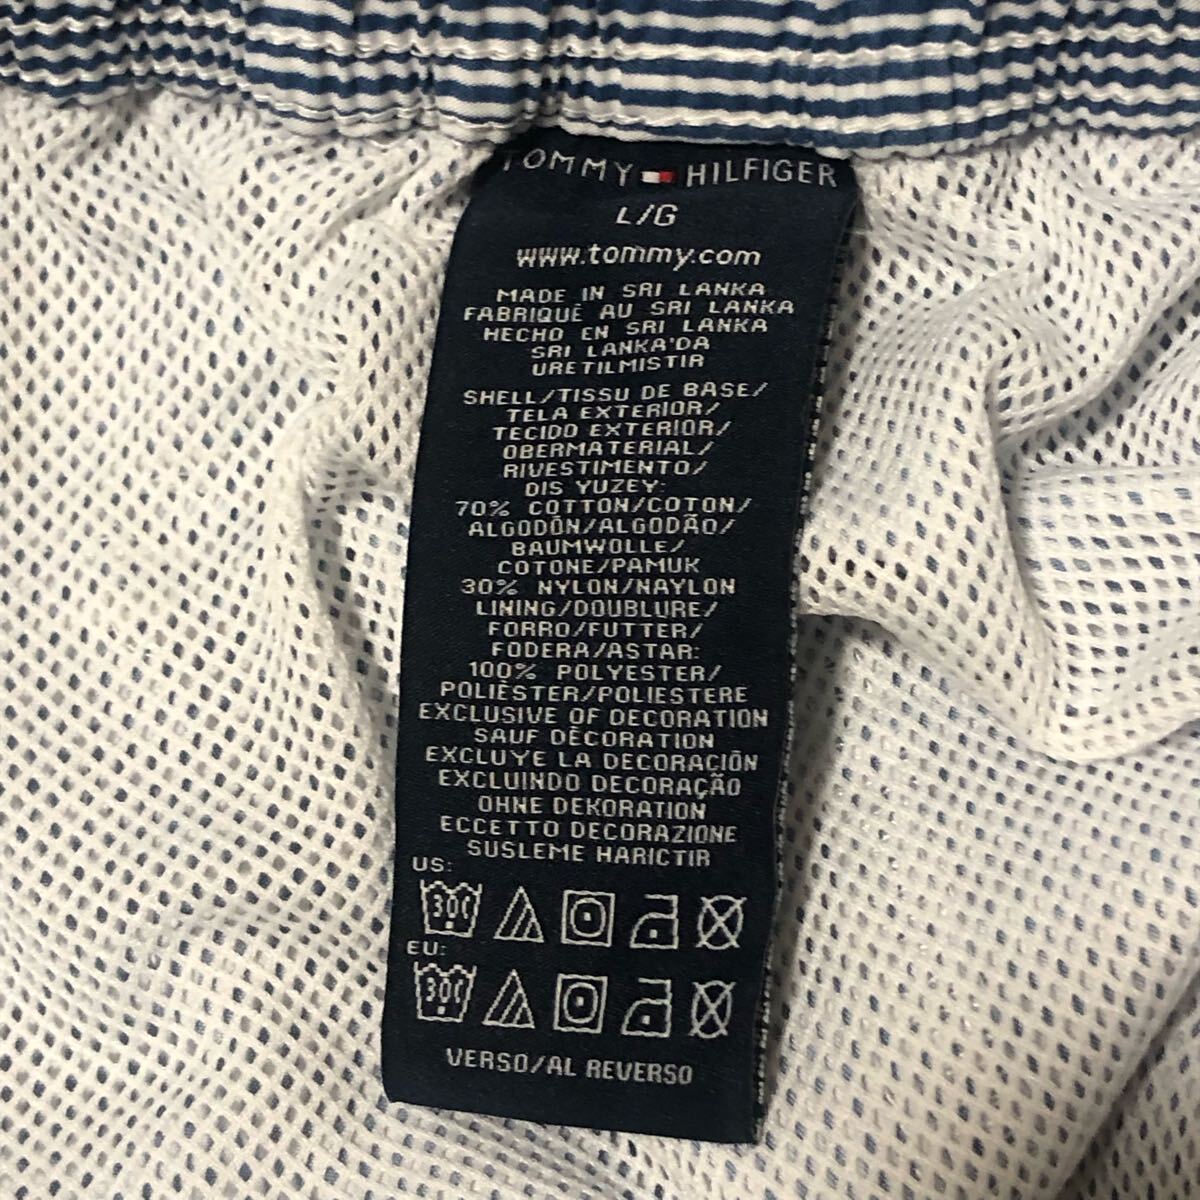 TOMMY HILFIGER
L/G
www.tommy.com
MADE IN SRI LANKA
FABRIQUÉ AU SRI LANKA
HECHO EN SRI LANKA
SRI LANKA'DA
URETILMISTIR
SHELL/TISSU DE BASE/
TELA EXTERIOR/
TECIDO EXTERIOR/
OBERMATERIAL/
RIVESTIMENTO/
DIS YUZEY:
70% COTTON/COTON/
ALGODÓN/ALGODÃO/
BAUMWOLLE/
COTONE/PAMUK
30% NYLON/NAYLON
LINING/DOUBLURE/
FORRO/FUTTER/
FODERA/ASTAR:
100% POLYESTER/
POLIÉSTER/POLIESTERE
EXCLUSIVE OF DECORATION
SAUF DÉCORATION
EXCLUYE LA DECORACIÓN
EXCLUINDO DECORAÇÃO
OHNE DEKORATION
ECCETTO DECORAZIONE
SUSLEME HARICTIR
US:
30C
EU:
30C
VERSO/AL REVERSO